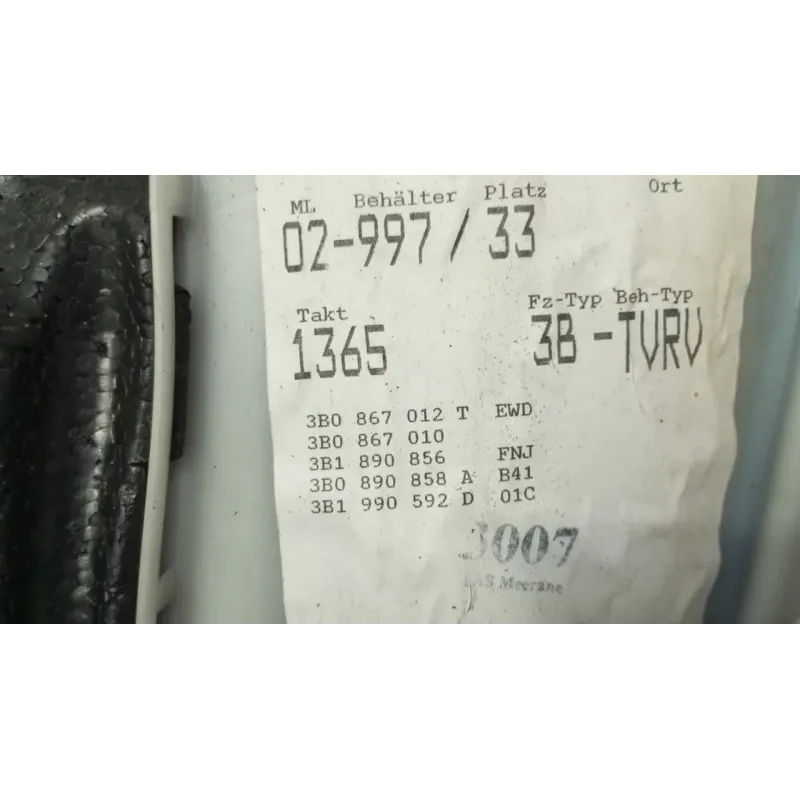 ML Behälter Platz Ort
02-997 / 33
Takt Fz-Typ Beh-Typ
1365 3B - TVRV
3B0 867 012 T EWD
3B0 867 010
3B1 890 856 FNJ
3B0 890 858 A B41
3B1 990 592 D 01C
3007
Meerane